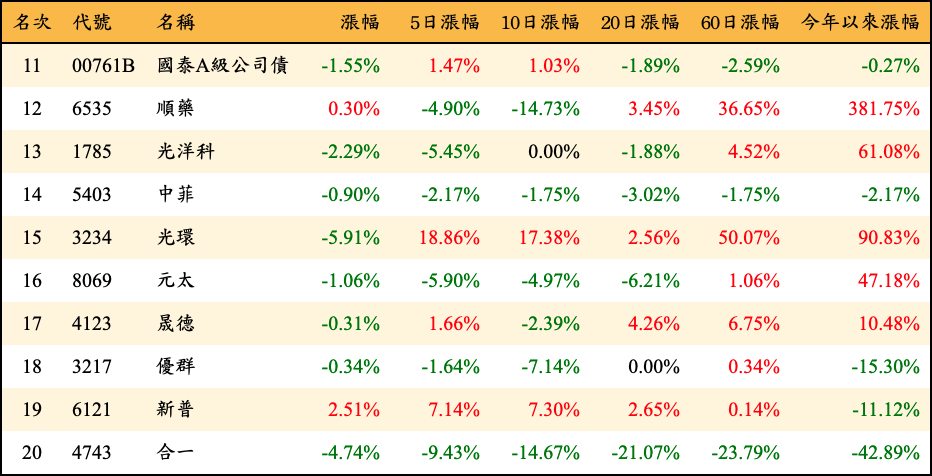 名次 代號 名稱 漲幅 5日漲幅 10日漲幅 20日漲幅 60日漲幅 今年以來漲幅
11 00761B 國泰A級公司債 -1.55% 1.47% 1.03% -1.89% -2.59% -0.27%
12 6535 順藥 0.30% -4.90% -14.73% 3.45% 36.65% 381.75%
13 1785 光洋科 -2.29% -5.45% 0.00% -1.88% 4.52% 61.08%
14 5403 中菲 -0.90% -2.17% -1.75% -3.02% -1.75% -2.17%
15 3234 光環 -5.91% 18.86% 17.38% 2.56% 50.07% 90.83%
16 8069 元太 -1.06% -5.90% -4.97% -6.21% 1.06% 47.18%
17 4123 晟德 -0.31% 1.66% -2.39% 4.26% 6.75% 10.48%
18 3217 優群 -0.34% -1.64% -7.14% 0.00% 0.34% -15.30%
19 6121 新普 2.51% 7.14% 7.30% 2.65% 0.14% -11.12%
20 4743 合一 -4.74% -9.43% -14.67% -21.07% -23.79% -42.89%